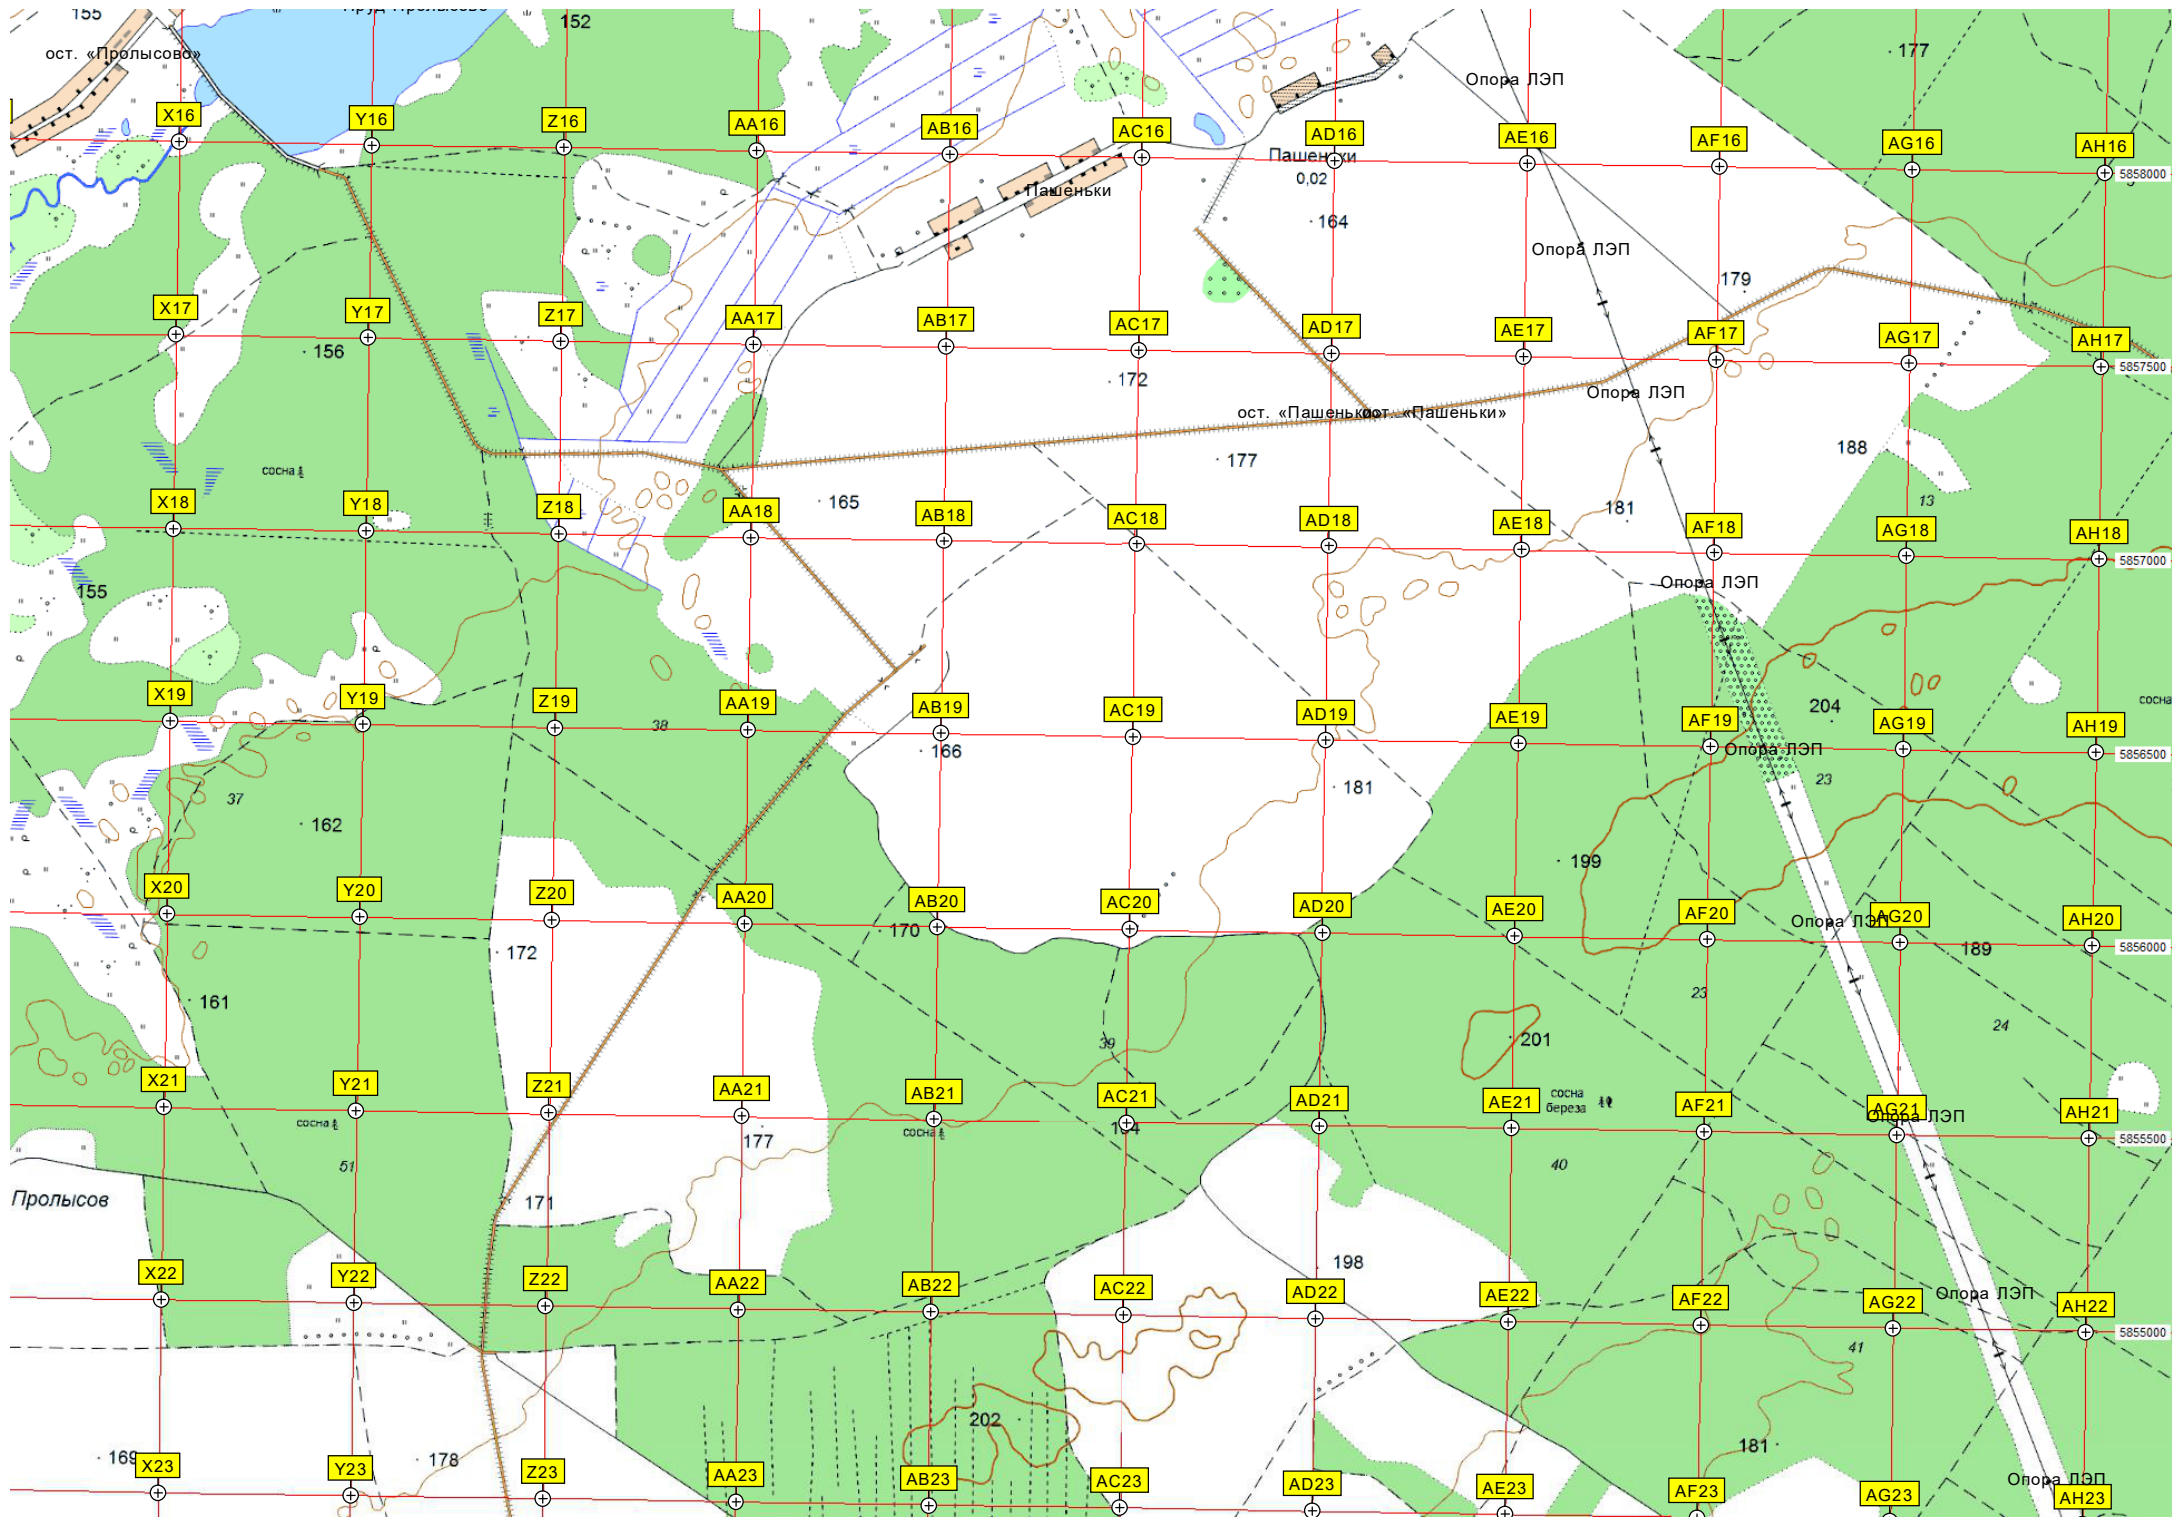 155
Пруд Пролысово
152
177
ост. «Пролысово»
Опора ЛЭП
X16
Y16
Z16
AA16
AB16
AC16
AD16
AE16
AF16
AG16
AH16
Пашеньки
0,02
5858000
Пашеньки
164
Опора ЛЭП
179
X17
Y17
Z17
AA17
AB17
AC17
AD17
AE17
AF17
AG17
AH17
156
5857500
172
Опора ЛЭП
ост. «Пашеньки»
ост. «Пашеньки»
188
177
сосна
165
181
13
X18
Y18
Z18
AA18
AB18
AC18
AD18
AE18
AF18
AG18
AH18
5857000
155
Опора ЛЭП
X19
Y19
Z19
AA19
AB19
AC19
AD19
AE19
AF19
AG19
AH19
сосна
204
38
166
Опора ЛЭП
5856500
23
37
181
162
199
X20
Y20
Z20
AA20
AB20
AC20
AD20
AE20
AF20
AG20
AH20
Опора ЛЭП
170
172
189
5856000
161
23
24
39
201
X21
Y21
Z21
AA21
AB21
AC21
AD21
AE21
AF21
AG21
AH21
сосна
береза
Опора ЛЭП
сосна
177
сосна
5855500
51
40
Пролысов
171
198
X22
Y22
Z22
AA22
AB22
AC22
AD22
AE22
AF22
AG22
AH22
Опора ЛЭП
5855000
41
202
169
178
181
X23
Y23
Z23
AA23
AB23
AC23
AD23
AE23
AF23
AG23
AH23
Опора ЛЭП